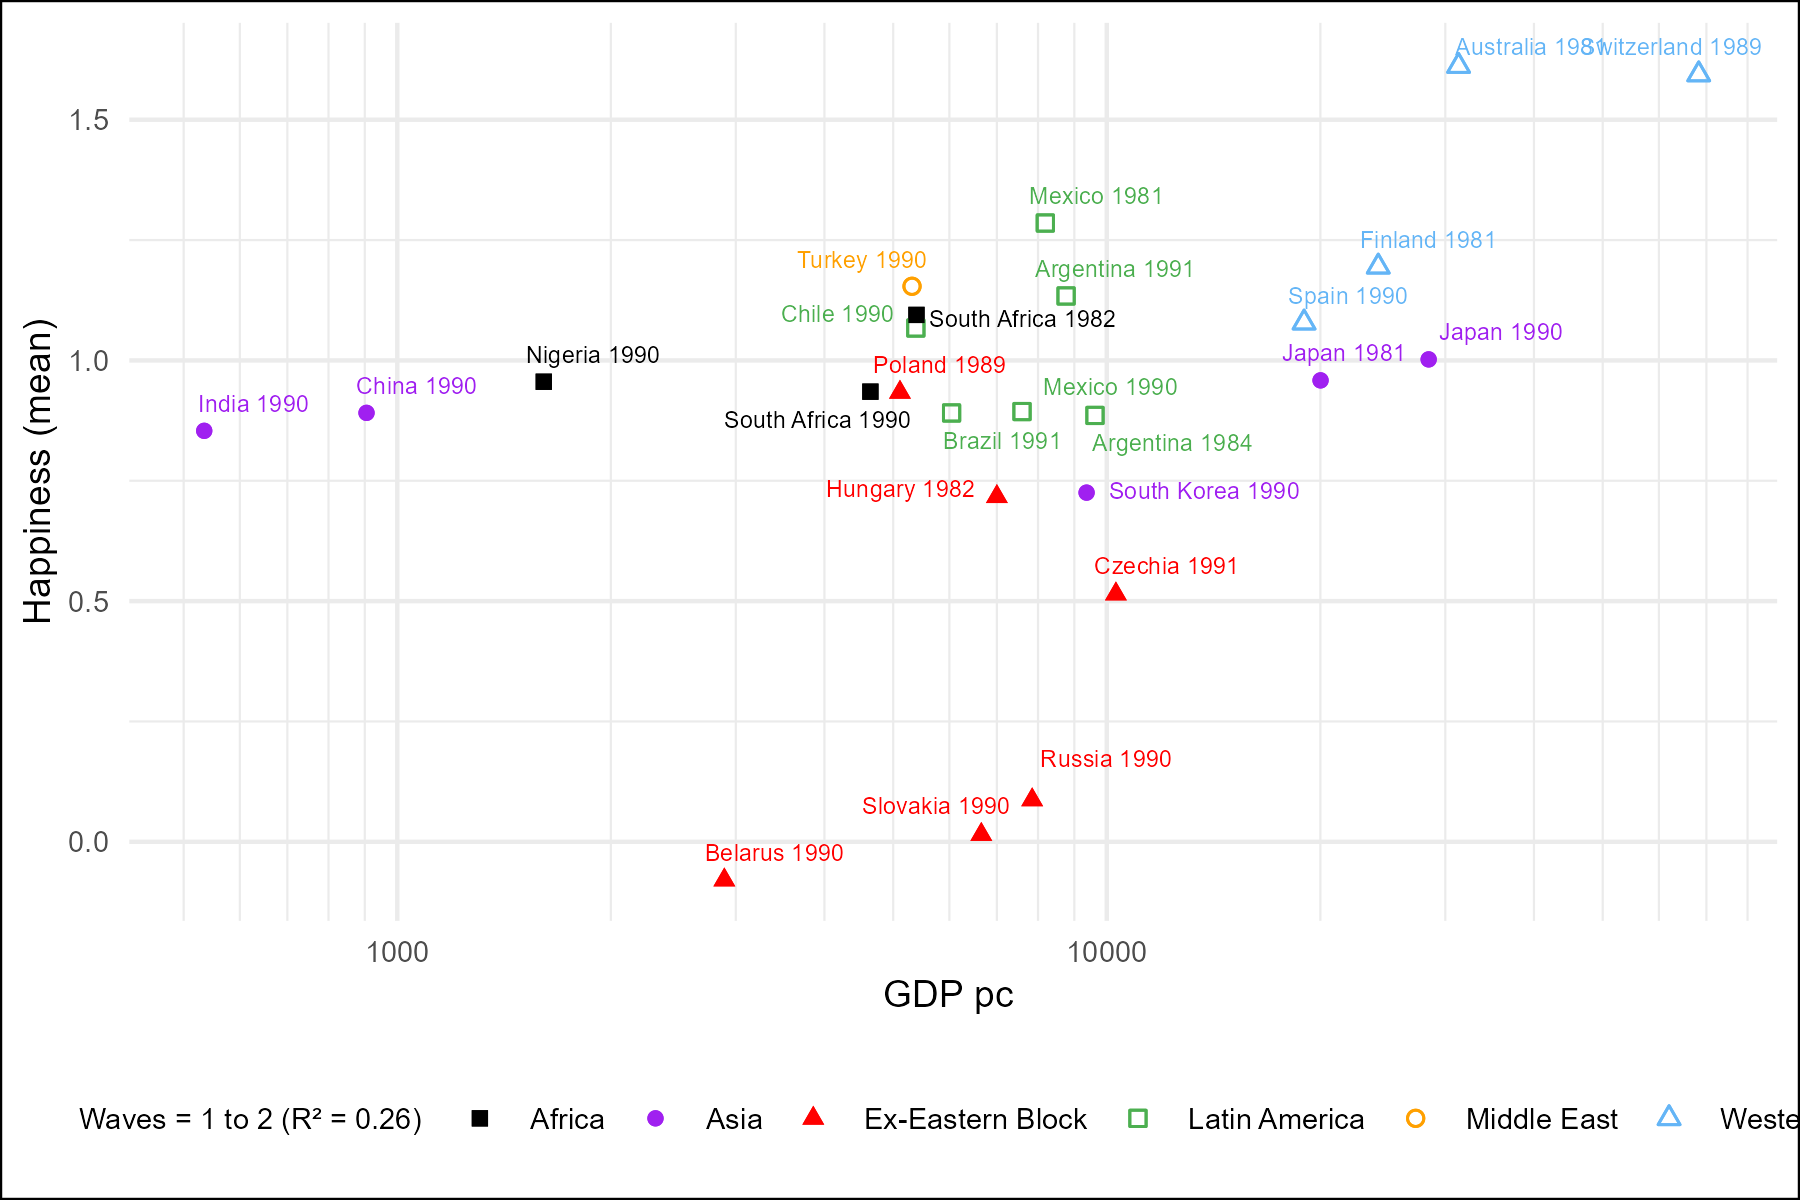 Australia 1981
Switzerland 1989
1.5
Mexico 1981
Finland 1981
Turkey 1990
Argentina 1991
Spain 1990
Chile 1990
South Africa 1982
Japan 1990
Nigeria 1990
1.0
Poland 1989
Japan 1981
China 1990
Mexico 1990
India 1990
South Africa 1990
Brazil 1991
Argentina 1984
Hungary 1982
South Korea 1990
Happiness (mean)
Czechia 1991
0.5
Russia 1990
Slovakia 1990
0.0
Belarus 1990
1000 10000
GDP pc
Waves = 1 to 2 (R² = 0.26) Africa Asia Ex-Eastern Block Latin America Middle East Weste